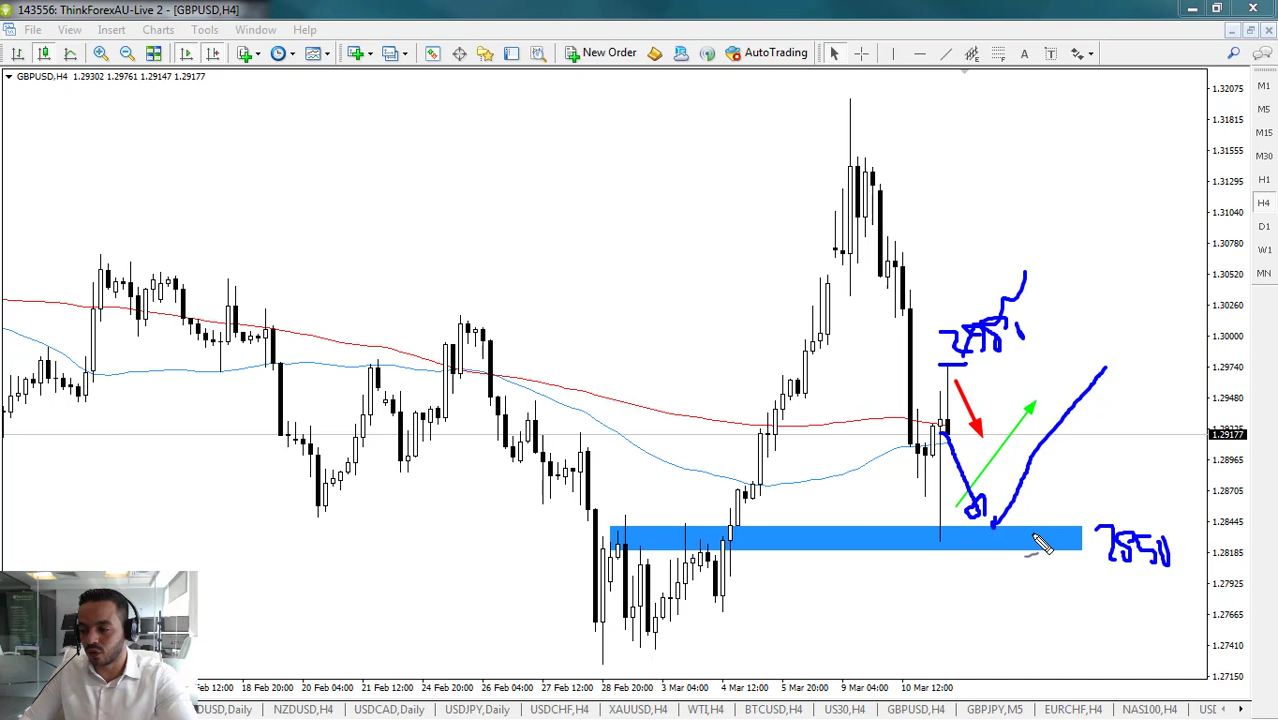 143556: ThinkForexAU-Live 2 - [GBPUSD,H4]
File View Insert Charts Tools Window Help
New Order AutoTrading
GBPUSD,H4 1.29302 1.29761 1.29147 1.29177
1.32075
1.31815
1.31555
1.31295
1.31040
1.30780
1.30520
1.30260
1.30000
1.29740
1.29480
1.29177
1.28965
1.28705
1.28445
1.28185
1.27925
1.27665
1.27410
1.27150
M1
M5
M15
M30
H1
H4
D1
W1
MN
Feb 12:00 18 Feb 20:00 20 Feb 04:00 21 Feb 12:00 24 Feb 20:00 26 Feb 04:00 27 Feb 12:00 28 Feb 20:00 3 Mar 04:00 4 Mar 12:00 5 Mar 20:00 9 Mar 04:00 10 Mar 12:00
USD,Daily NZDUSD,H4 USDCAD,Daily USDJPY,Daily USDCHF,H4 XAUUSD,H4 WTI,H4 BTCUSD,H4 US30,H4 GBPUSD,H4 GBPJPY,M5 EURCHF,H4 NAS100,H4